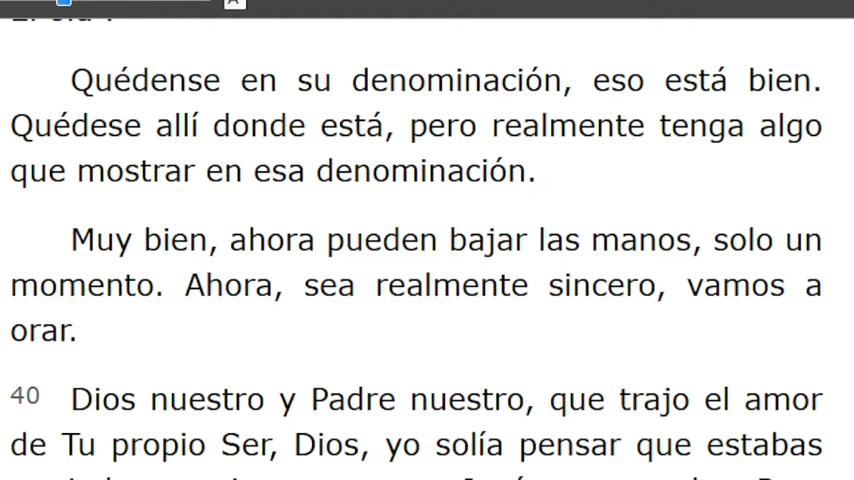 Quédense en su denominación, eso está bien.
Quédese allí donde está, pero realmente tenga algo
que mostrar en esa denominación.
Muy bien, ahora pueden bajar las manos, solo un
momento. Ahora, sea realmente sincero, vamos a
orar.
40 Dios nuestro y Padre nuestro, que trajo el amor
de Tu propio Ser, Dios, yo solía pensar que estabas